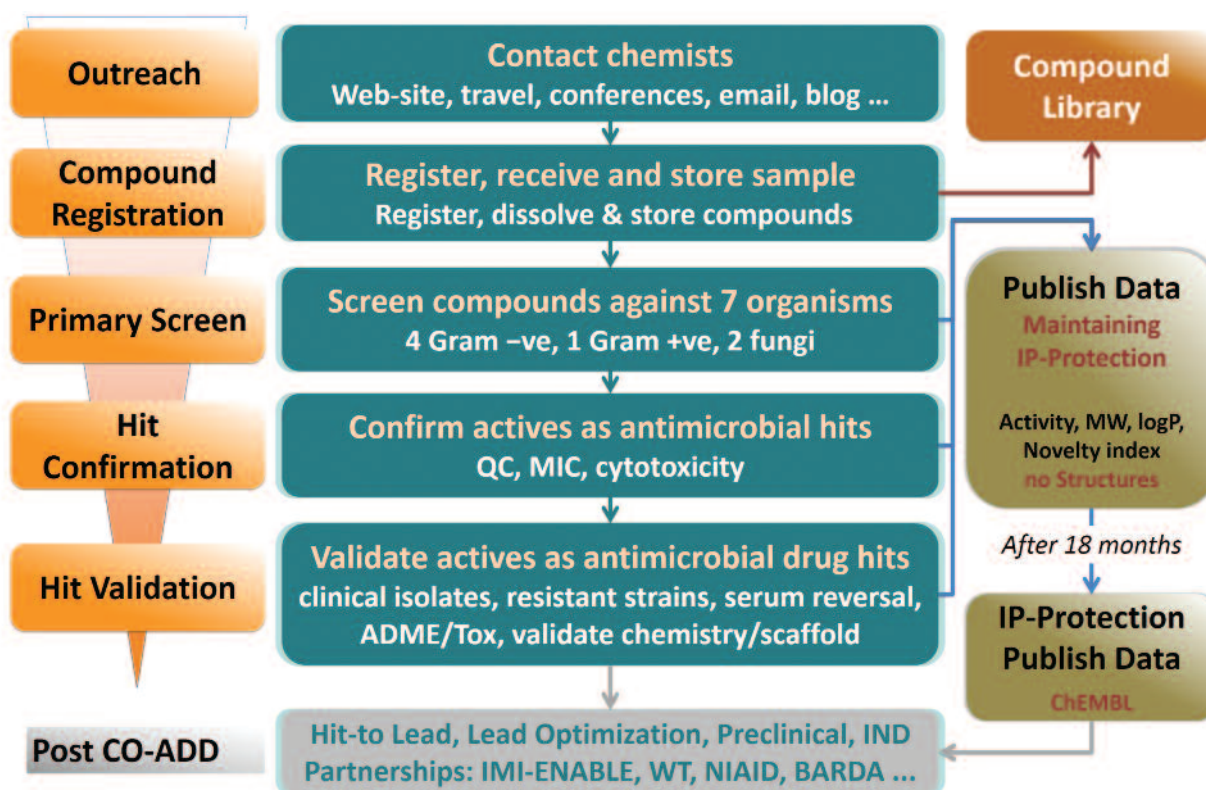 Outreach
Contact chemists
Web-site, travel, conferences, email, blog ...
Compound
Library
Compound
Registration
Register, receive and store sample
Register, dissolve & store compounds
Primary Screen
Screen compounds against 7 organisms
4 Gram −ve, 1 Gram +ve, 2 fungi
Publish Data
Maintaining
IP-Protection
Activity, MW, logP,
Novelty index
no Structures
Hit
Confirmation
Confirm actives as antimicrobial hits
QC, MIC, cytotoxicity
After 18 months
Hit Validation
Validate actives as antimicrobial drug hits
clinical isolates, resistant strains, serum reversal,
ADME/Tox, validate chemistry/scaffold
IP-Protection
Publish Data
ChEMBL
Post CO-ADD
Hit-to Lead, Lead Optimization, Preclinical, IND
Partnerships: IMI-ENABLE, WT, NIAID, BARDA ...